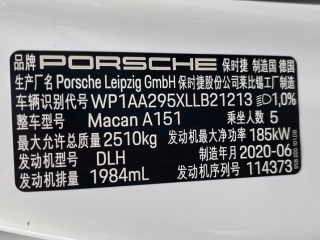 品牌 PORSCHE 保时捷 制造国 德国
生产厂名 Porsche Leipzig GmbH 保时捷股份公司莱比锡工厂制造
车辆识别代号 WP1AA295XLLB21213 1,0%
整车型号 Macan A151 乘坐人数 5
最大允许总质量 2510kg 发动机最大净功率 185kW
发动机型号 DLH 制造年月 2020-06
发动机排量 1984mL 发动机序列号 114373